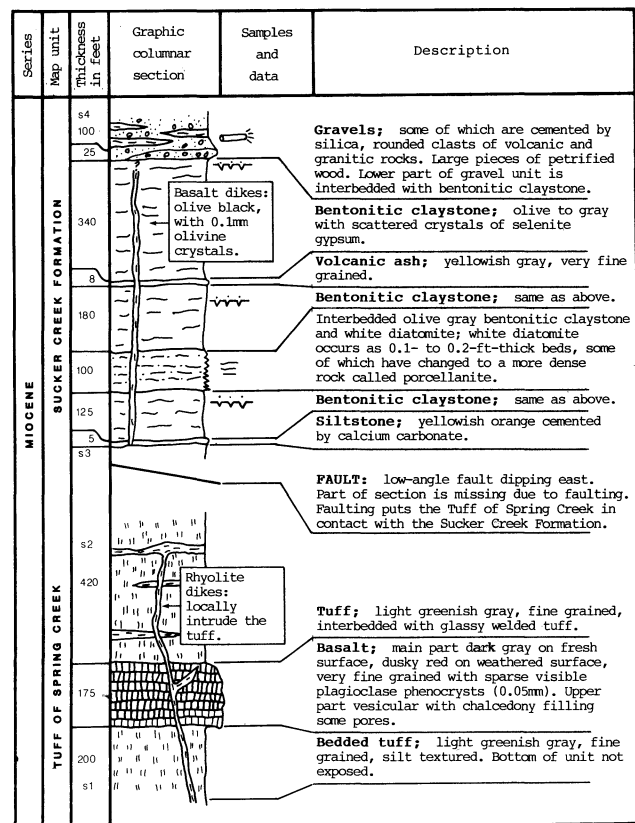 Series
Map unit
Thickness
in feet
Graphic
columnar
section
Samples
and
data
Description
MIOCENE
SUCKER CREEK FORMATION
TUFF OF SPRING CREEK
s4
100
25
340
8
180
100
125
5
s3
s2
420
175
200
s1
Basalt dikes:
olive black,
with 0.1mm
olivine
crystals.
Rhyolite
dikes:
locally
intrude the
tuff.
Gravels; some of which are cemented by
silica, rounded clasts of volcanic and
granitic rocks. Large pieces of petrified
wood. Lower part of gravel unit is
interbedded with bentonitic claystone.
Bentonitic claystone; olive to gray
with scattered crystals of selenite
gypsum.
Volcanic ash; yellowish gray, very fine
grained.
Bentonitic claystone; same as above.
Interbedded olive gray bentonitic claystone
and white diatomite; white diatomite
occurs as 0.1- to 0.2-ft-thick beds, some
of which have changed to a more dense
rock called porcellanite.
Bentonitic claystone; same as above.
Siltstone; yellowish orange cemented
by calcium carbonate.
FAULT: low-angle fault dipping east.
Part of section is missing due to faulting.
Faulting puts the Tuff of Spring Creek in
contact with the Sucker Creek Formation.
Tuff; light greenish gray, fine grained,
interbedded with glassy welded tuff.
Basalt; main part dark gray on fresh
surface, dusky red on weathered surface,
very fine grained with sparse visible
plagioclase phenocrysts (0.05mm). Upper
part vesicular with chalcedony filling
some pores.
Bedded tuff; light greenish gray, fine
grained, silt textured. Bottom of unit not
exposed.